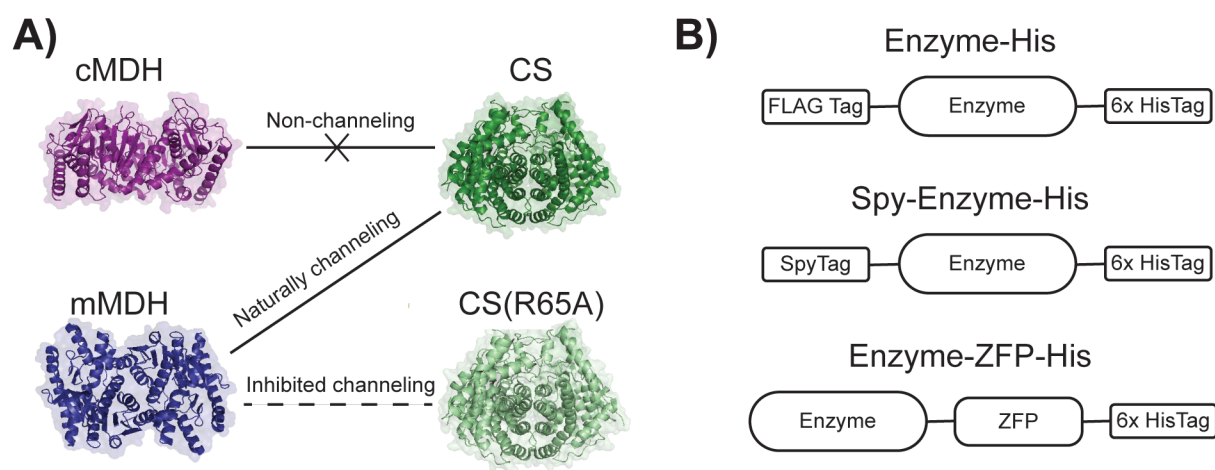 A)
cMDH
CS
Non-channeling
Naturally channeling
mMDH
CS(R65A)
Inhibited channeling
B)
Enzyme-His
FLAG Tag
Enzyme
6x HisTag
Spy-Enzyme-His
SpyTag
Enzyme
6x HisTag
Enzyme-ZFP-His
Enzyme
ZFP
6x HisTag